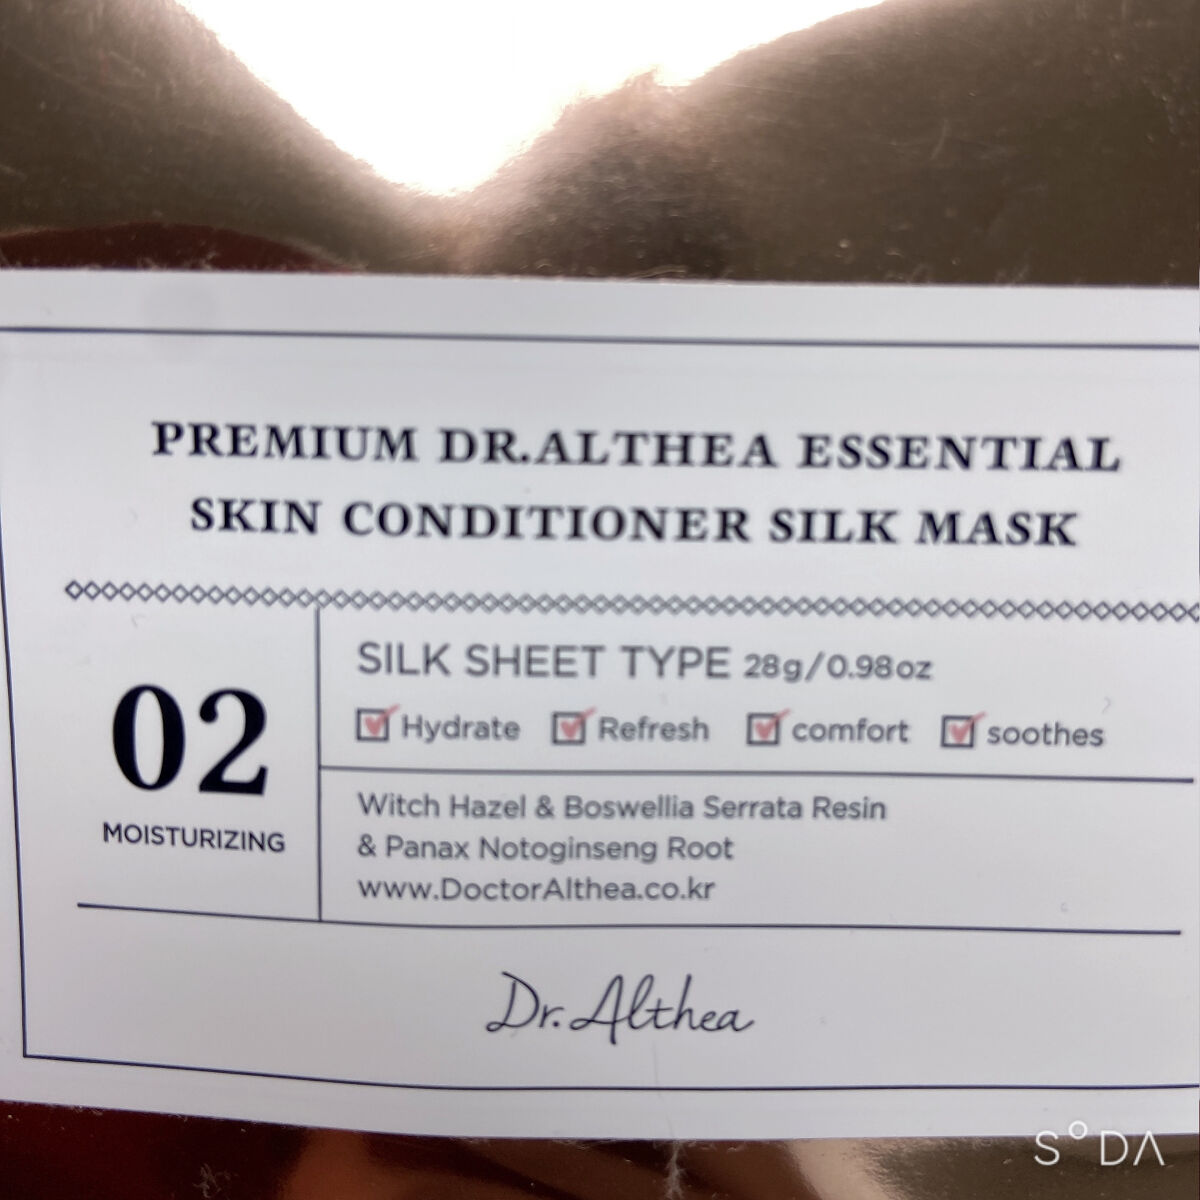 PREMIUM DR.ALTHEA ESSENTIAL
SKIN CONDITIONER SILK MASK
02
MOISTURIZING
SILK SHEET TYPE 28g/0.98oz
Hydrate Refresh comfort soothes
Witch Hazel & Boswellia Serrata Resin
& Panax Notoginseng Root
www.DoctorAlthea.co.kr
Dr.Althea
SODA